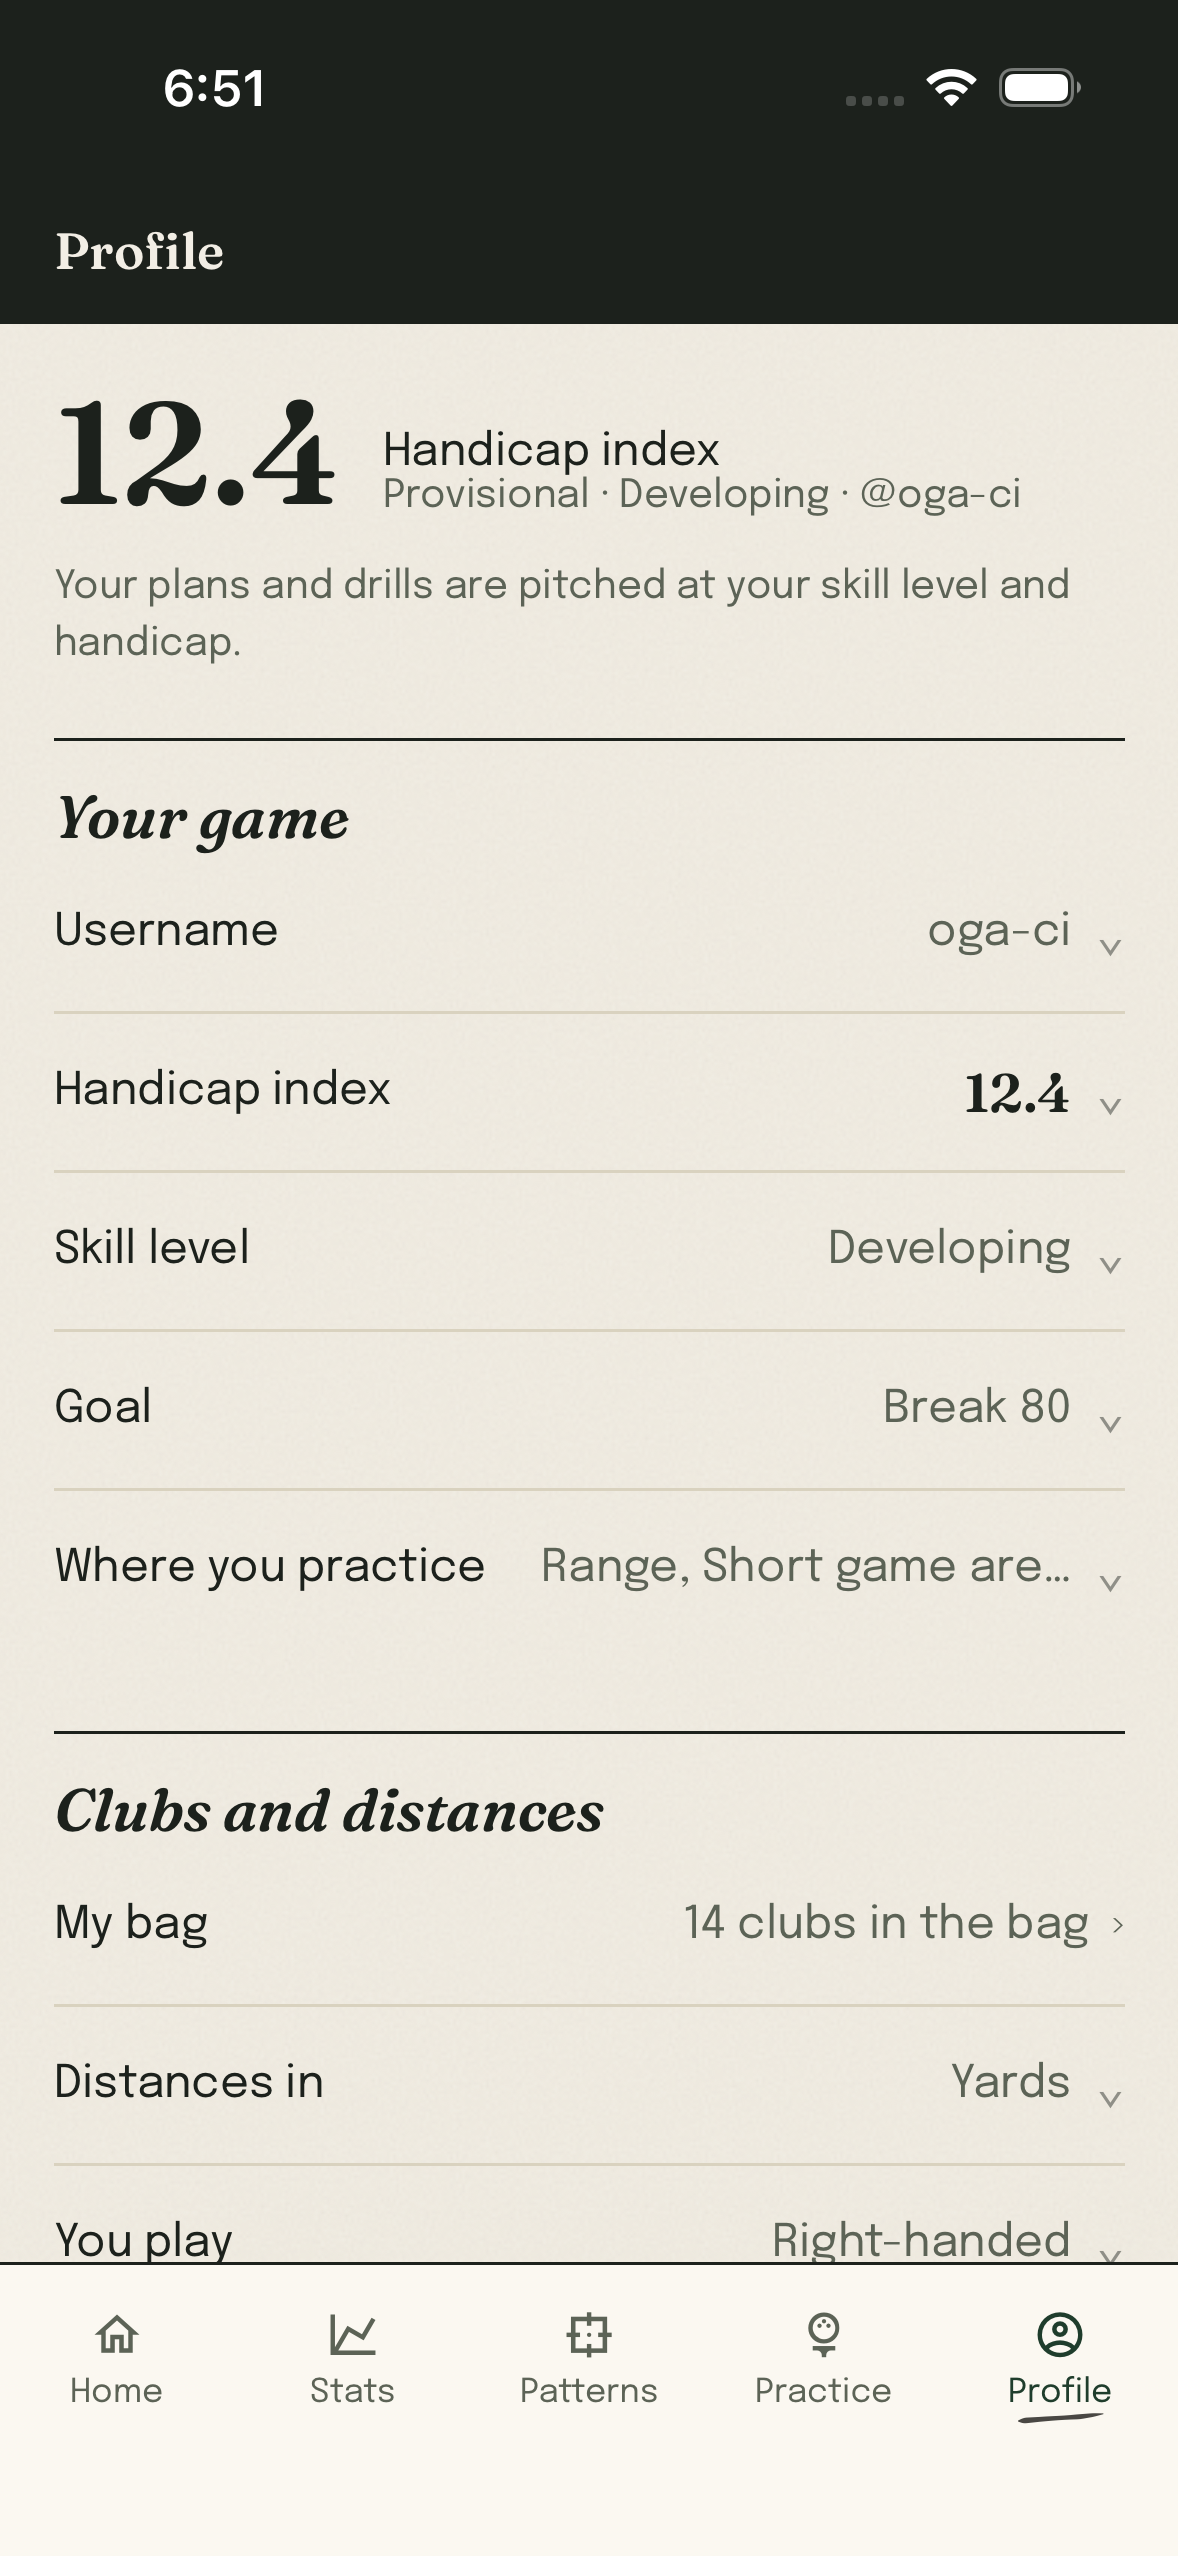 6:51
Profile
12.4
Handicap index
Provisional · Developing · @oga-ci
Your plans and drills are pitched at your skill level and
handicap.
Your game
Username oga-ci
Handicap index 12.4
Skill level Developing
Goal Break 80
Where you practice Range, Short game are...
Clubs and distances
My bag 14 clubs in the bag
Distances in Yards
You play Right-handed
Home Stats Patterns Practice Profile